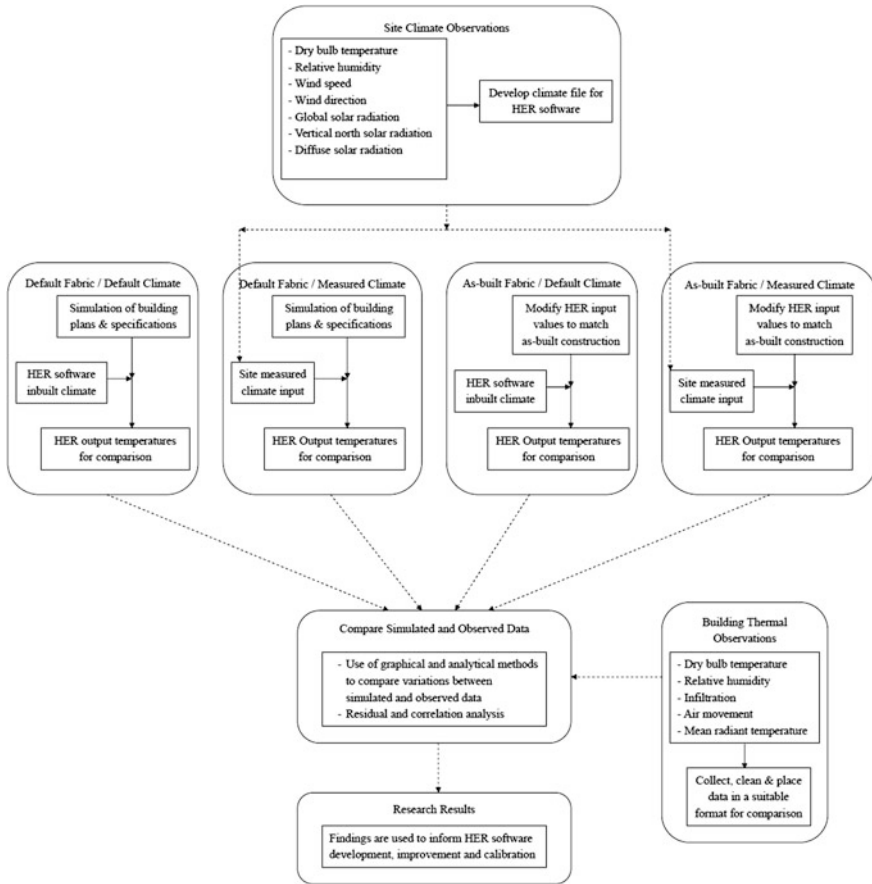 Site Climate Observations
- Dry bulb temperature
- Relative humidity
- Wind speed
- Wind direction
- Global solar radiation
- Vertical north solar radiation
- Diffuse solar radiation
Develop climate file for
HER software
Default Fabric / Default Climate
Simulation of building
plans & specifications
HER software
inbuilt climate
HER output temperatures
for comparison
Default Fabric / Measured Climate
Simulation of building
plans & specifications
Site measured
climate input
HER Output temperatures
for comparison
As-built Fabric / Default Climate
Modify HER input
values to match
as-built construction
HER software
inbuilt climate
HER Output temperatures
for comparison
As-built Fabric / Measured Climate
Modify HER input
values to match
as-built construction
Site measured
climate input
HER Output temperatures
for comparison
Compare Simulated and Observed Data
- Use of graphical and analytical methods
to compare variations between
simulated and observed data
- Residual and correlation analysis
Building Thermal
Observations
- Dry bulb temperature
- Relative humidity
- Infiltration
- Air movement
- Mean radiant temperature
Collect, clean & place
data in a suitable
format for comparison
Research Results
Findings are used to inform HER software
development, improvement and calibration